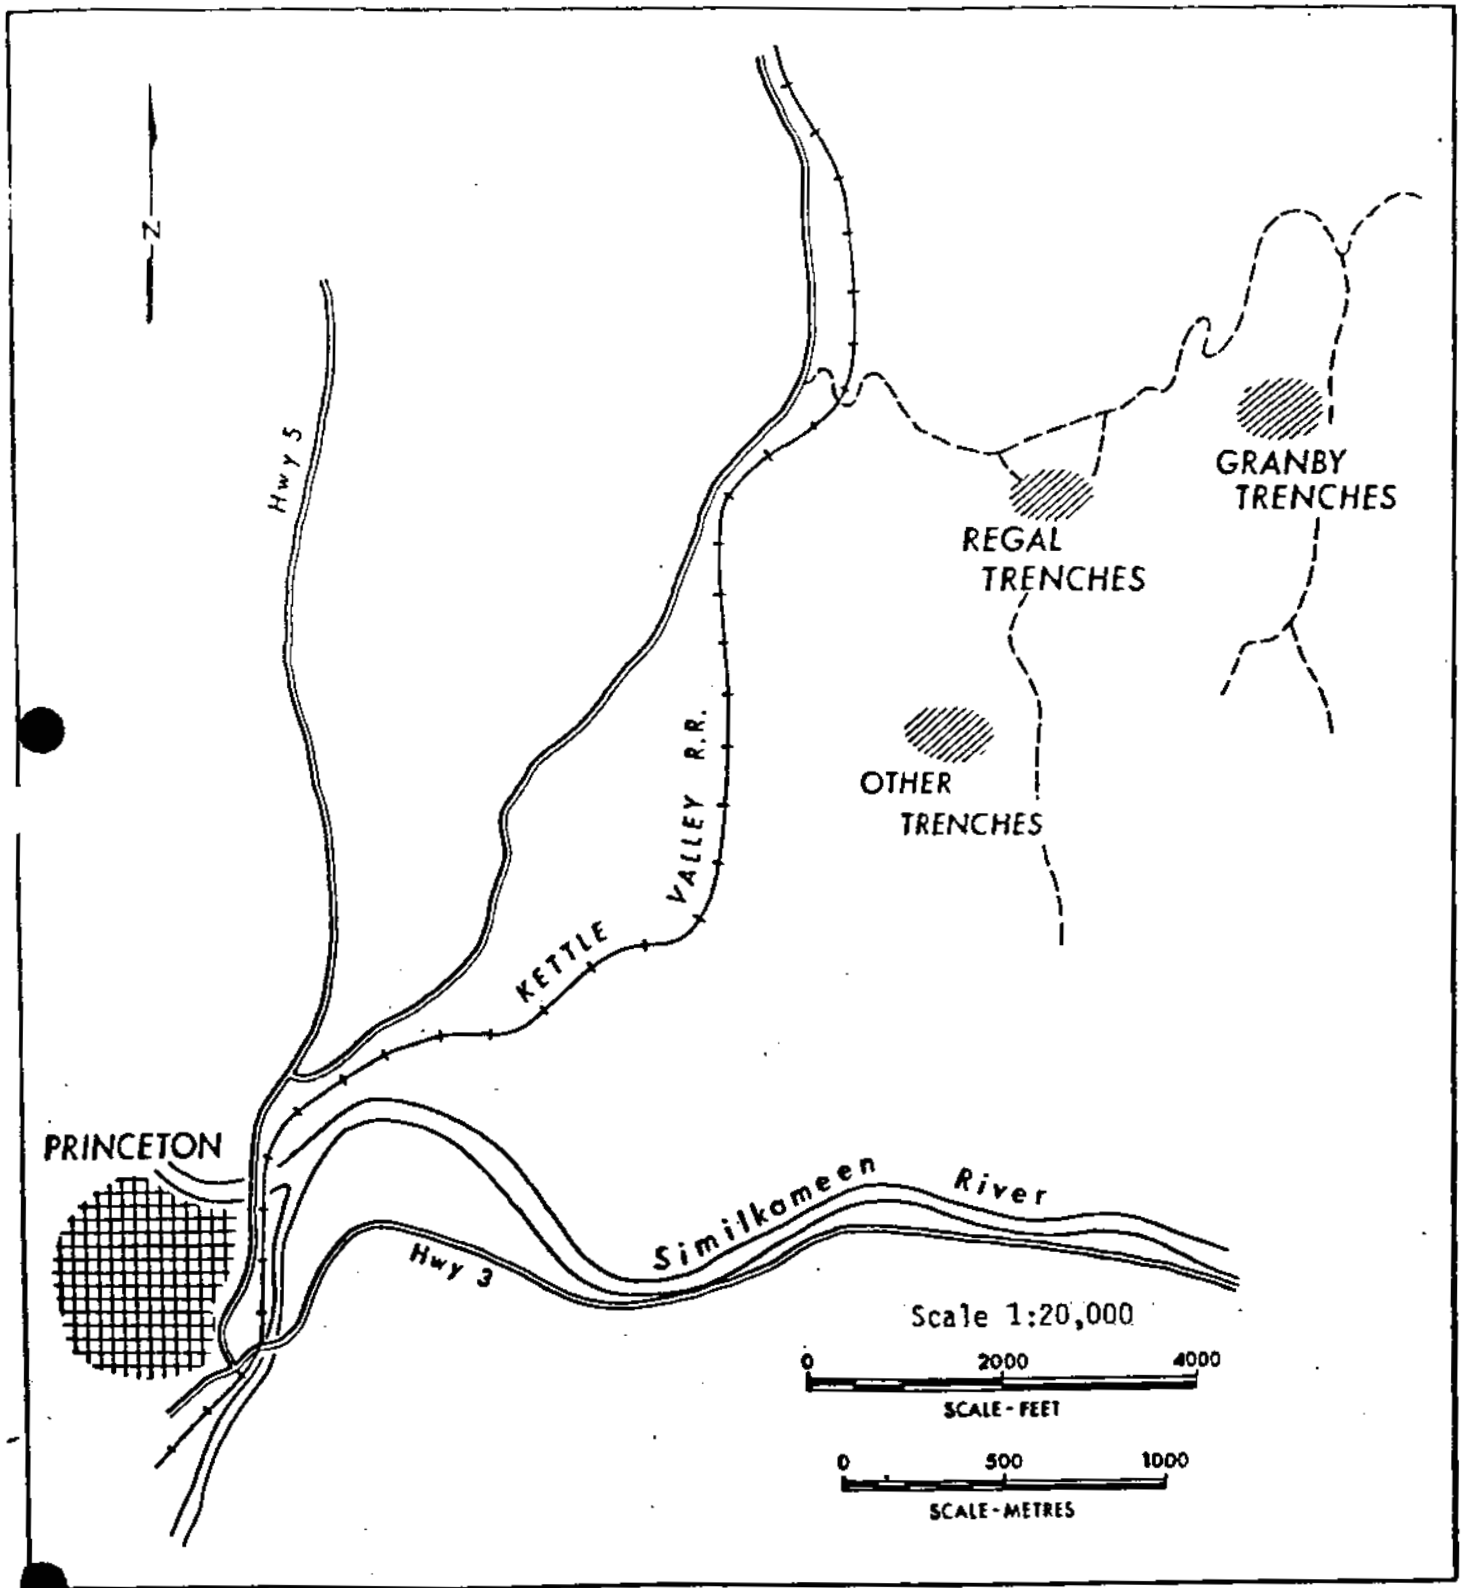 N
Hwy 5
GRANBY
TRENCHES
REGAL
TRENCHES
OTHER
TRENCHES
KETTLE VALLEY R.R.
PRINCETON
Similkameen River
Hwy 3
Scale 1:20,000
0 2000 4000
SCALE-FEET
0 500 1000
SCALE-METRES